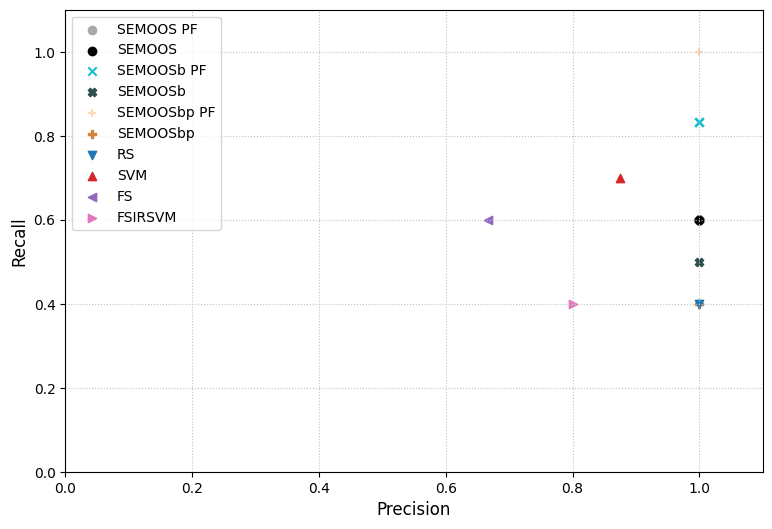 SEMOOS PF
SEMOOS
SEMOOSb PF
SEMOOSb
SEMOOSbp PF
SEMOOSbp
RS
SVM
FS
FSIRSVM
1.0
0.8
0.6
0.4
0.2
0.0
Recall
0.0 0.2 0.4 0.6 0.8 1.0
Precision